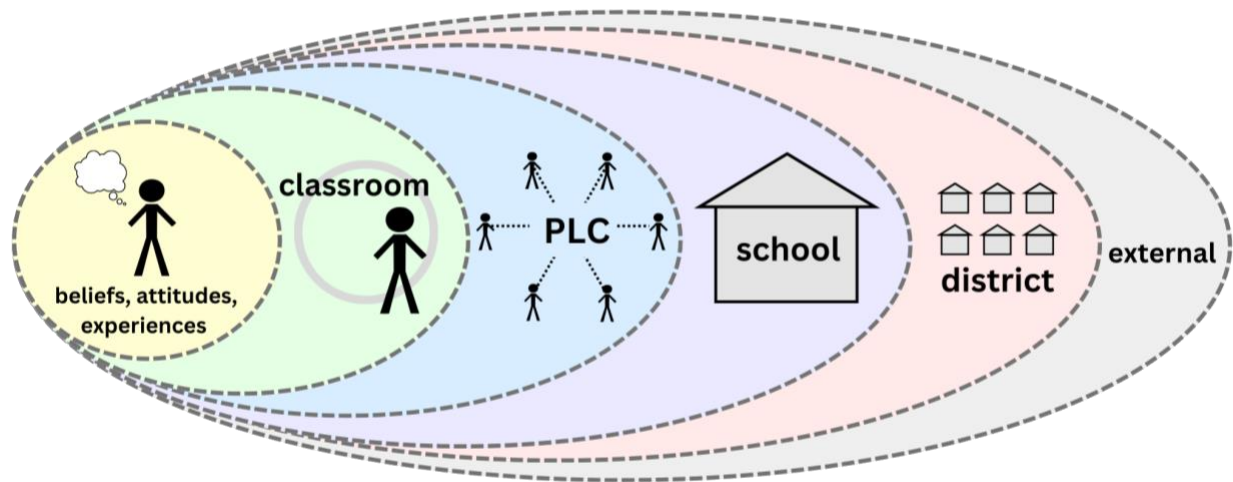 beliefs, attitudes,
experiences
classroom
PLC
school
district
external